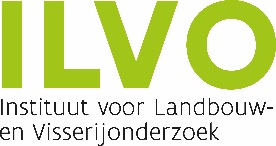 ILVO
Instituut voor Landbouw-
en Visserijonderzoek